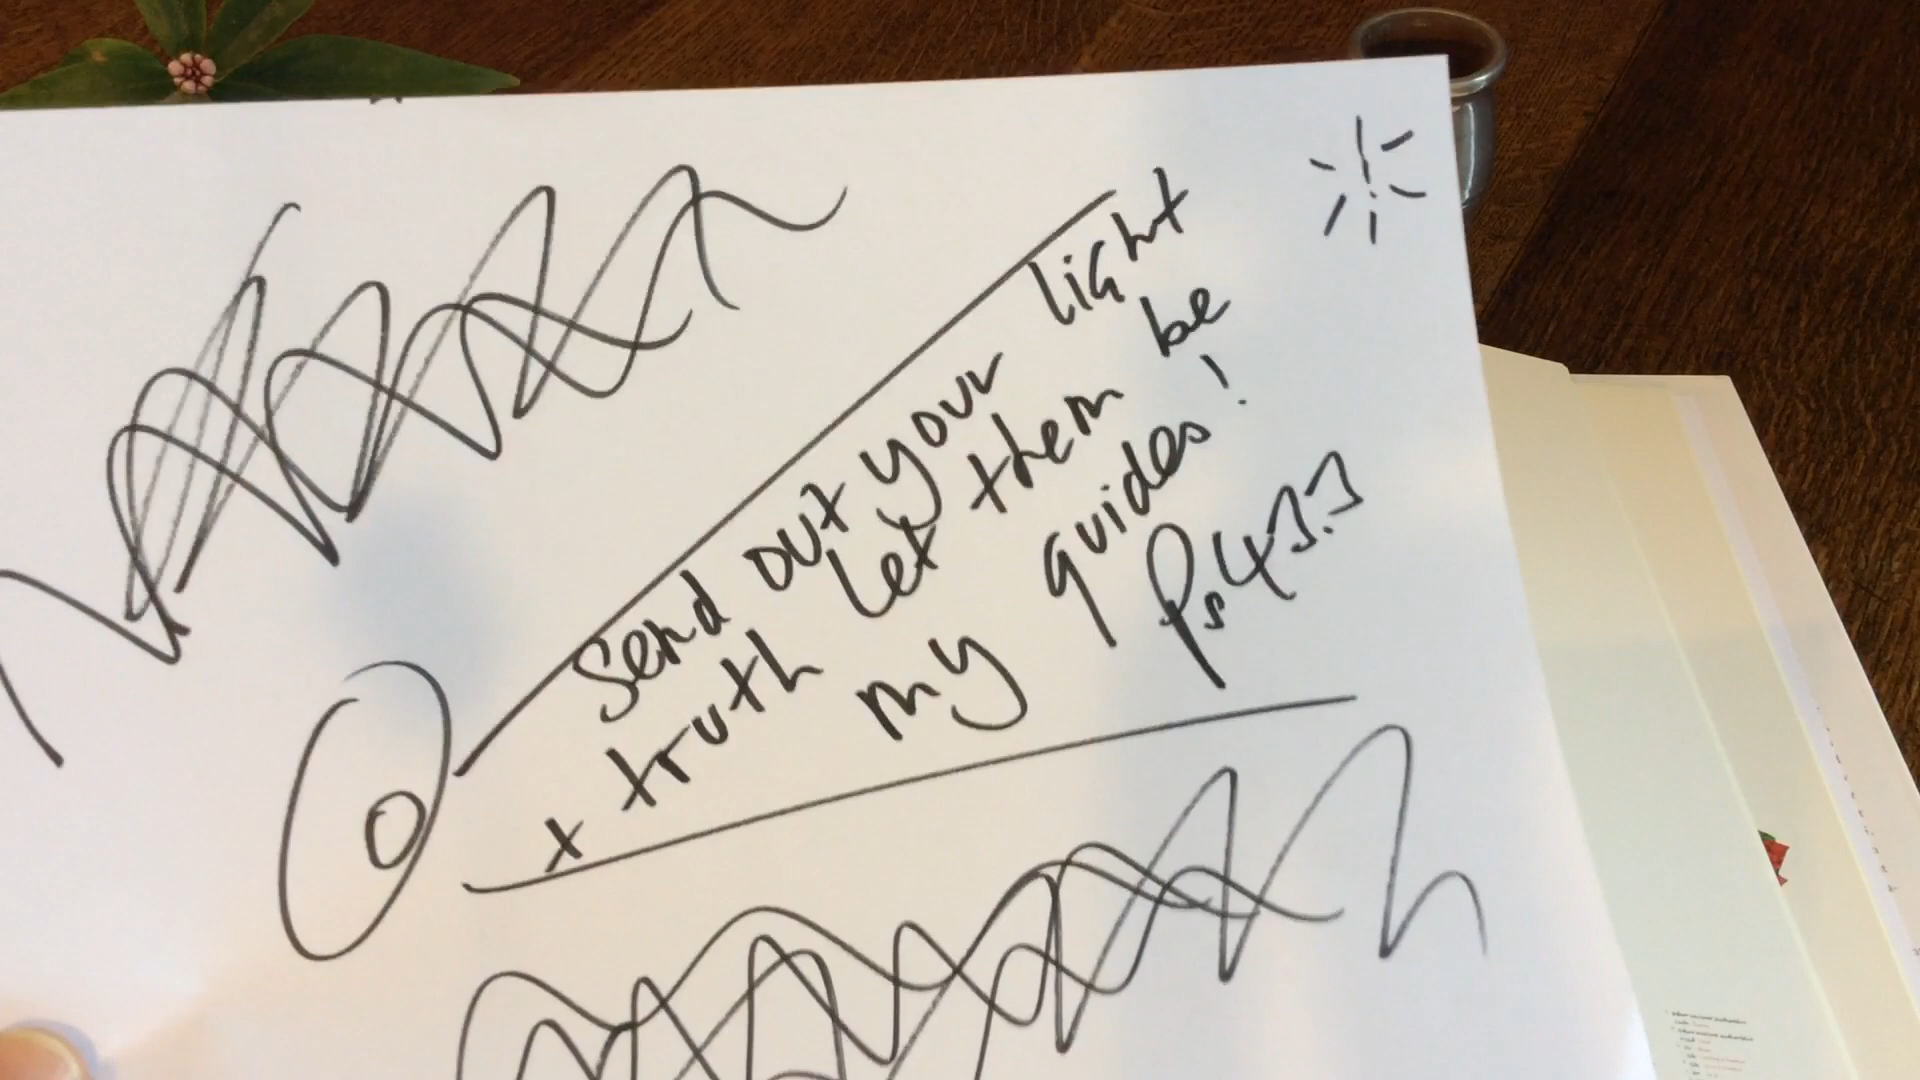 Send out your light
+ truth Let them be
my guides!
Ps 43.3